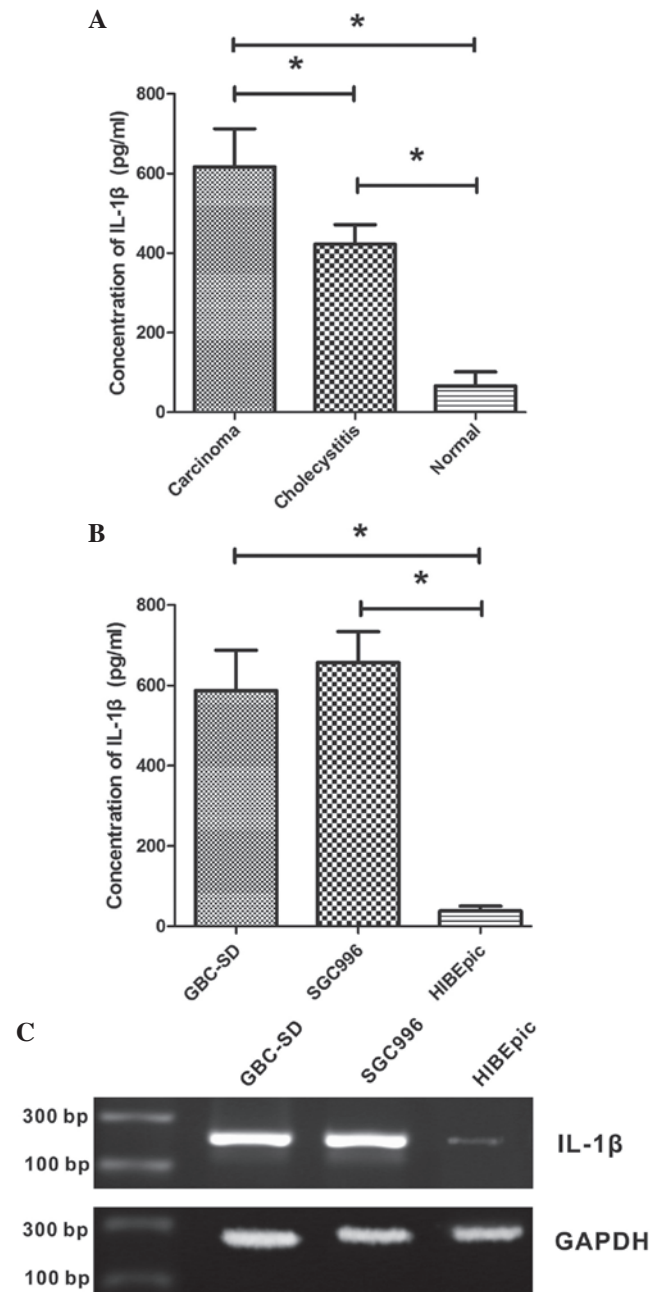 A
*
*
*
Concentration of IL-1β (pg/ml)
800
600
400
200
0
Carcinoma
Cholecystitis
Normal
B
*
*
Concentration of IL-1β (pg/ml)
800
600
400
200
0
GBC-SD
SGC996
HIBEpic
C
GBC-SD
SGC996
HIBEpic
300 bp
100 bp
IL-1β
300 bp
100 bp
GAPDH